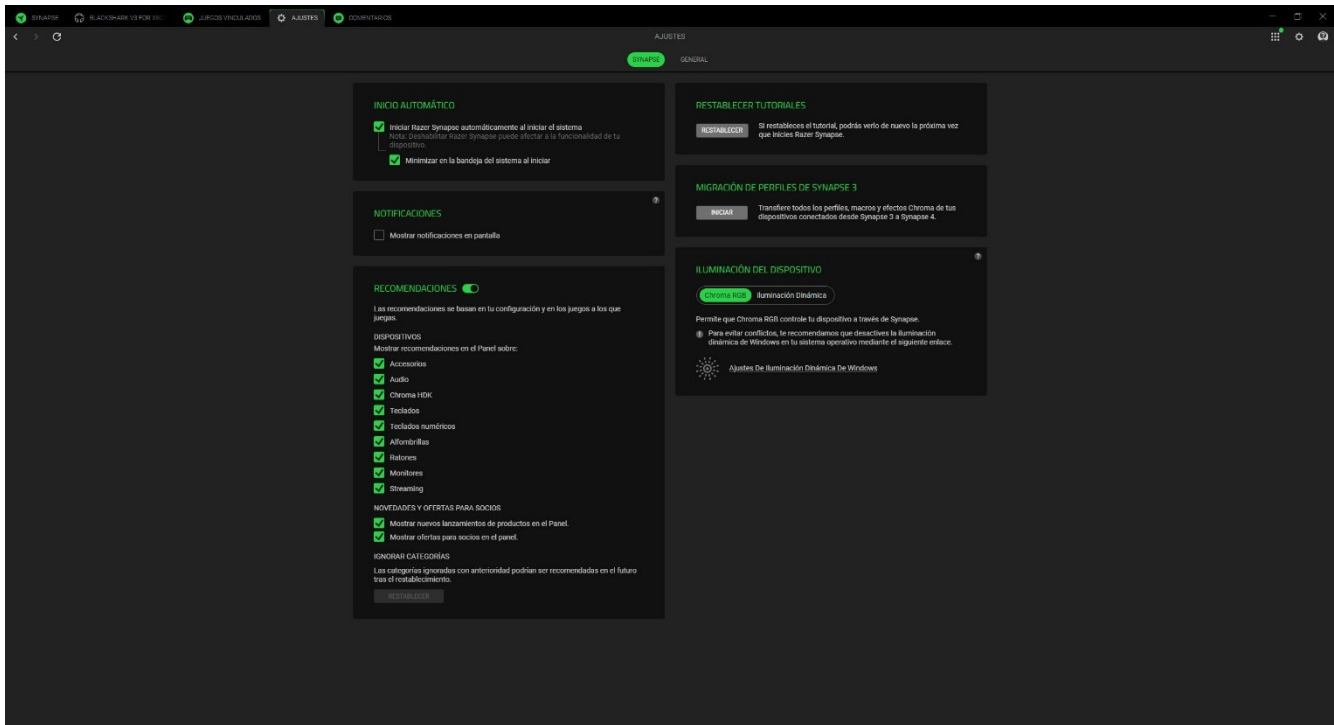 SYNAPSE
BLACKSHARK V3 FOR XBO
JUEGOS VINCULADOS
AJUSTES
COMENTARIOS
AJUSTES
SYNAPSE
GENERAL
INICIO AUTOMÁTICO
Iniciar Razer Synapse automáticamente al iniciar el sistema
Nota: Deshabilitar Razer Synapse puede afectar a la funcionalidad de tu
dispositivo.
Minimizar en la bandeja del sistema al iniciar
NOTIFICACIONES
Mostrar notificaciones en pantalla
RECOMENDACIONES
Las recomendaciones se basan en tu configuración y en los juegos a los que
juegas.
DISPOSITIVOS
Mostrar recomendaciones en el Panel sobre:
Accesorios
Audio
Chroma HDK
Teclados
Teclados numéricos
Alfombrillas
Ratones
Monitores
Streaming
NOVEDADES Y OFERTAS PARA SOCIOS
Mostrar nuevos lanzamientos de productos en el Panel.
Mostrar ofertas para socios en el panel.
IGNORAR CATEGORÍAS
Las categorías ignoradas con anterioridad podrían ser recomendadas en el futuro
tras el restablecimiento.
RESTABLECER
RESTABLECER TUTORIALES
RESTABLECER
Si restableces el tutorial, podrás verlo de nuevo la próxima vez
que inicies Razer Synapse.
MIGRACIÓN DE PERFILES DE SYNAPSE 3
INICIAR
Transfiere todos los perfiles, macros y efectos Chroma de tus
dispositivos conectados desde Synapse 3 a Synapse 4.
ILUMINACIÓN DEL DISPOSITIVO
Chroma RGB
Iluminación Dinámica
Permite que Chroma RGB controle tu dispositivo a través de Synapse.
Para evitar conflictos, te recomendamos que desactives la iluminación
dinámica de Windows en tu sistema operativo mediante el siguiente enlace.
Ajustes De Iluminación Dinámica De Windows